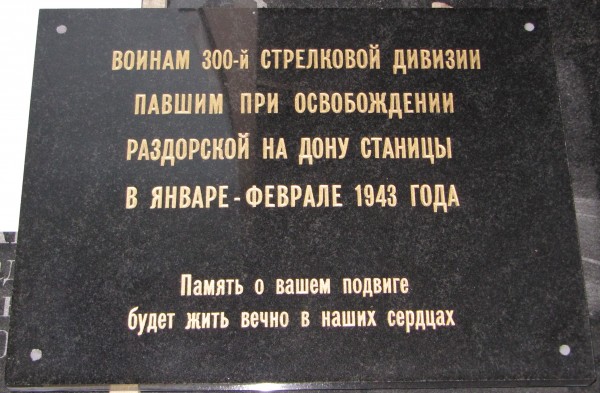 ВОИНАМ 300-й СТРЕЛКОВОЙ ДИВИЗИИ
ПАВШИМ ПРИ ОСВОБОЖДЕНИИ
РАЗДОРСКОЙ НА ДОНУ СТАНИЦЫ
В ЯНВАРЕ - ФЕВРАЛЕ 1943 ГОДА
Память о вашем подвиге
будет жить вечно в наших сердцах